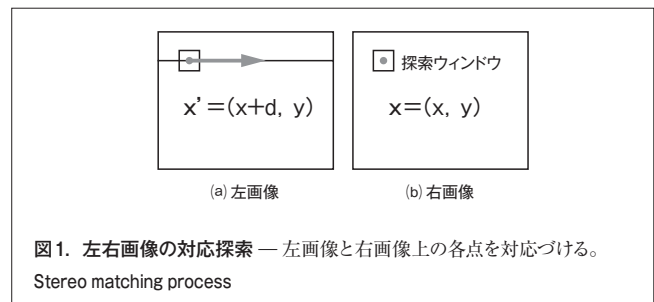 探索ウィンドウ
x’＝(x＋d, y)
x＝(x, y)
(a) 左画像
(b) 右画像
図1. 左右画像の対応探索 — 左画像と右画像上の各点を対応づける。
Stereo matching process